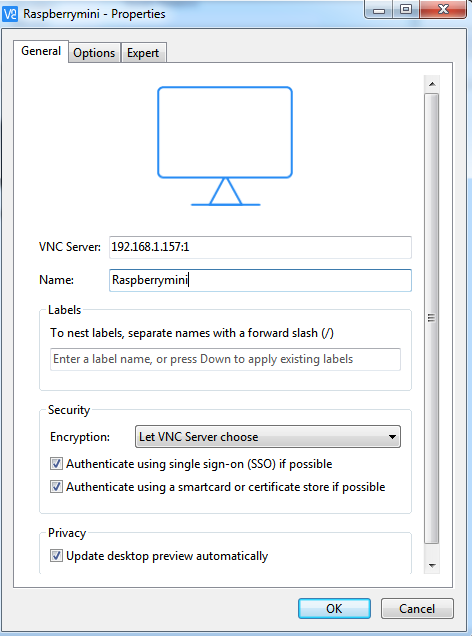 VR Raspberrymini - Properties
General Options Expert
VNC Server: 192.168.1.157:1
Name: Raspberrymini
Labels
To nest labels, separate names with a forward slash (/)
Enter a label name, or press Down to apply existing labels
Security
Encryption: Let VNC Server choose
Authenticate using single sign-on (SSO) if possible
Authenticate using a smartcard or certificate store if possible
Privacy
Update desktop preview automatically
OK Cancel